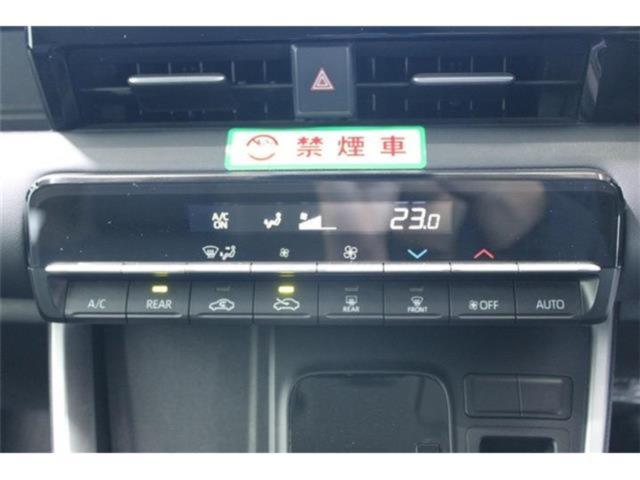 禁煙車
A/C ON 23.0
A/C REAR REAR FRONT OFF AUTO